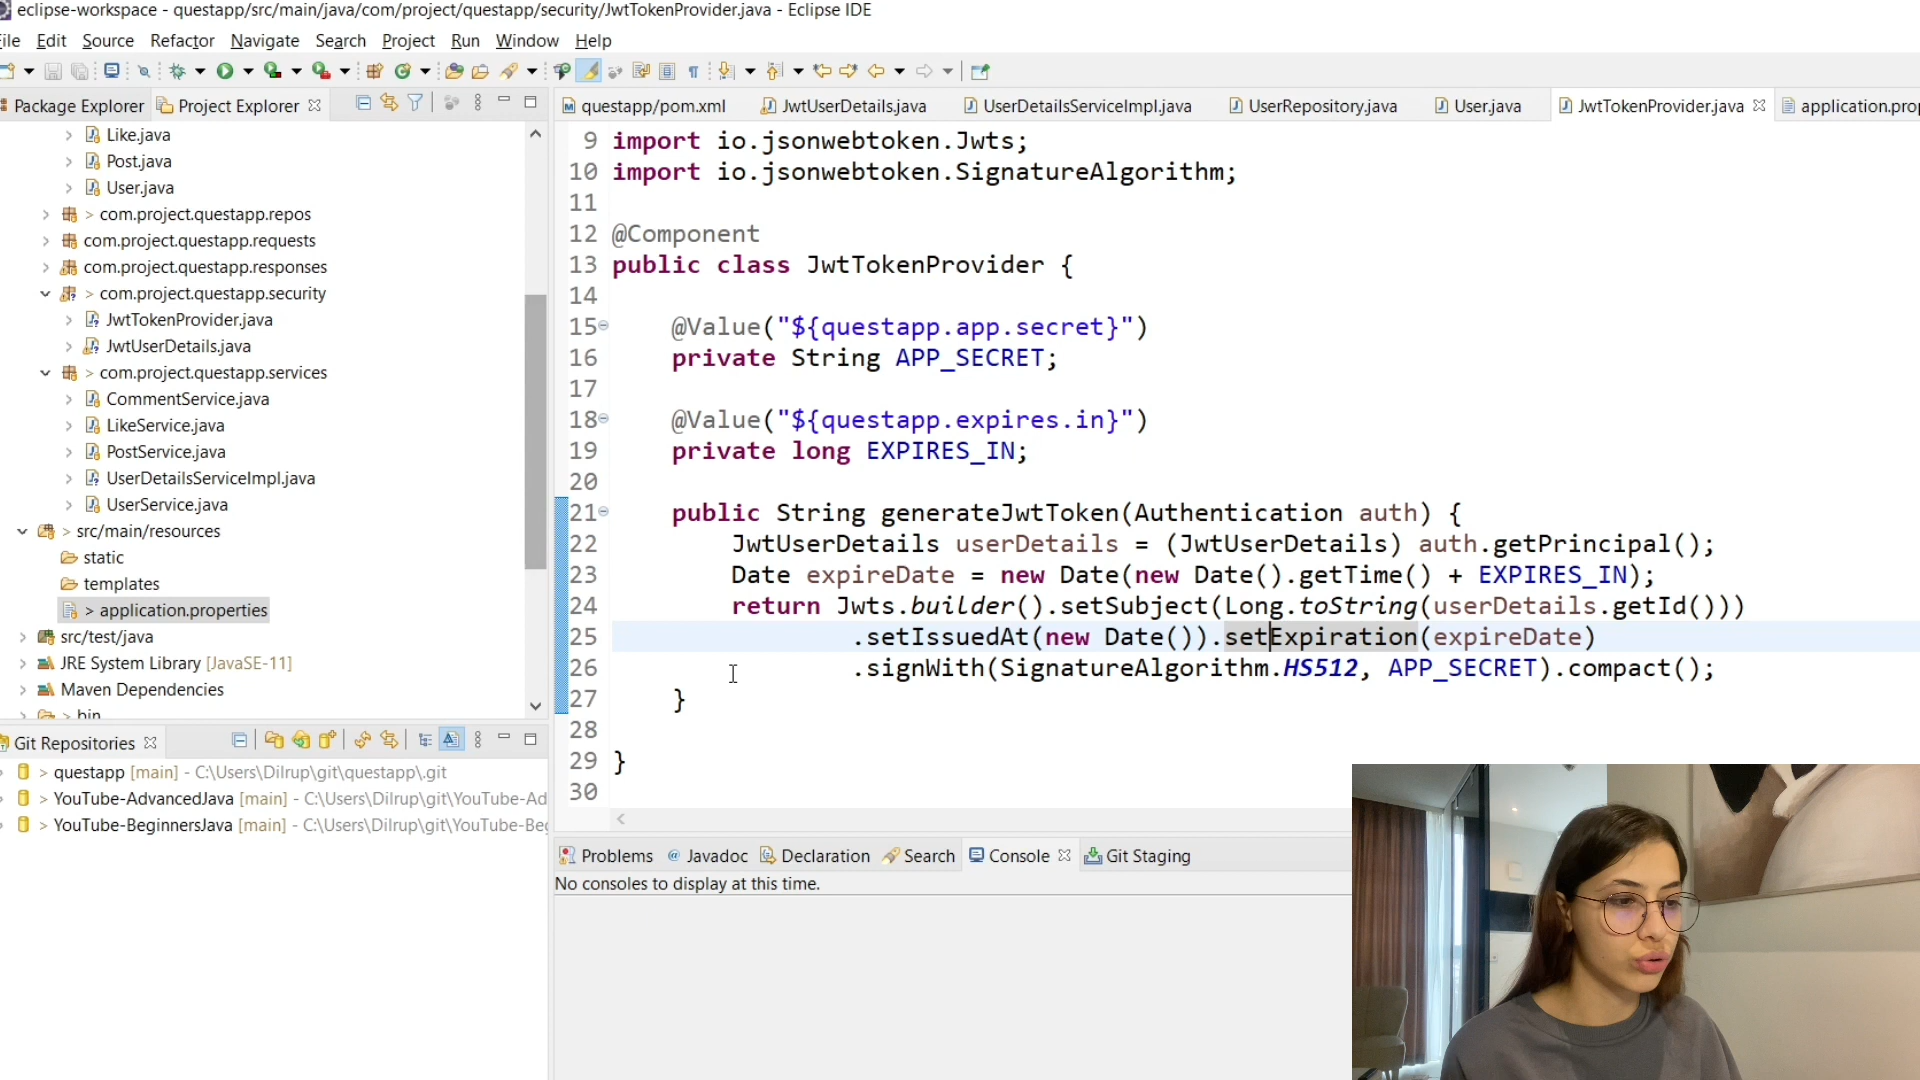 eclipse-workspace - questapp/src/main/java/com/project/questapp/security/JwtTokenProvider.java - Eclipse IDE
File Edit Source Refactor Navigate Search Project Run Window Help
Package Explorer Project Explorer
questapp/pom.xml JwtUserDetails.java UserDetailsServiceImpl.java UserRepository.java User.java JwtTokenProvider.java application.prop
Like.java
Post.java
User.java
> com.project.questapp.repos
com.project.questapp.requests
com.project.questapp.responses
> com.project.questapp.security
JwtTokenProvider.java
JwtUserDetails.java
> com.project.questapp.services
CommentService.java
LikeService.java
PostService.java
UserDetailsServiceImpl.java
UserService.java
> src/main/resources
static
templates
> application.properties
src/test/java
JRE System Library [JavaSE-11]
Maven Dependencies
> bin
9 import io.jsonwebtoken.Jwts;
10 import io.jsonwebtoken.SignatureAlgorithm;
11
12 @Component
13 public class JwtTokenProvider {
14
15 @Value("${questapp.app.secret}")
16 private String APP_SECRET;
17
18 @Value("${questapp.expires.in}")
19 private long EXPIRES_IN;
20
21 public String generateJwtToken(Authentication auth) {
22 JwtUserDetails userDetails = (JwtUserDetails) auth.getPrincipal();
23 Date expireDate = new Date(new Date().getTime() + EXPIRES_IN);
24 return Jwts.builder().setSubject(Long.toString(userDetails.getId()))
25 .setIssuedAt(new Date()).setExpiration(expireDate)
26 .signWith(SignatureAlgorithm.HS512, APP_SECRET).compact();
27 }
28
29 }
30
Git Repositories
> questapp [main] - C:\Users\Dilrup\git\questapp\.git
> YouTube-AdvancedJava [main] - C:\Users\Dilrup\git\YouTube-Ad
> YouTube-BeginnersJava [main] - C:\Users\Dilrup\git\YouTube-Be
Problems Javadoc Declaration Search Console Git Staging
No consoles to display at this time.